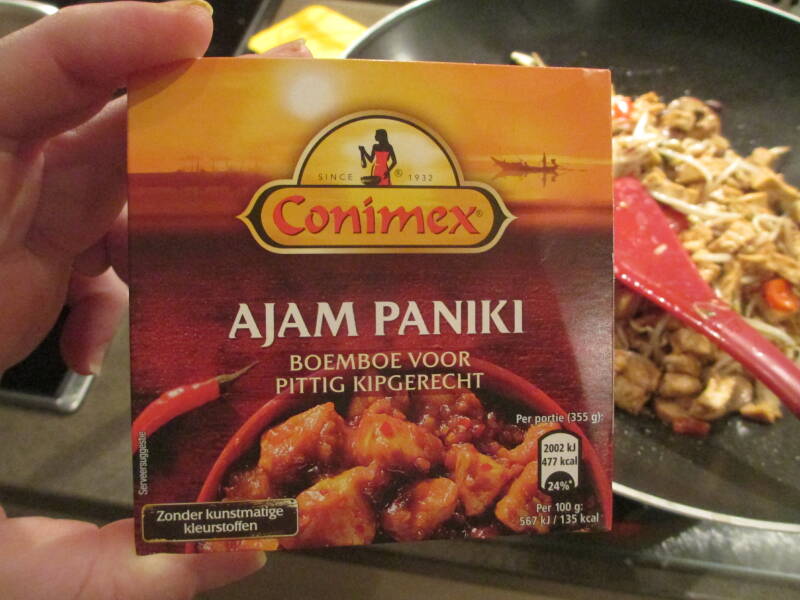 SINCE ® 1932
Conimex®
AJAM PANIKI
BOEMBOE VOOR
PITTIG KIPGERECHT
Per portie (355 g):
2002 kJ
477 kcal
24%*
Per 100 g:
567 kJ / 135 kcal
Serveersuggestie
Zonder kunstmatige
kleurstoffen